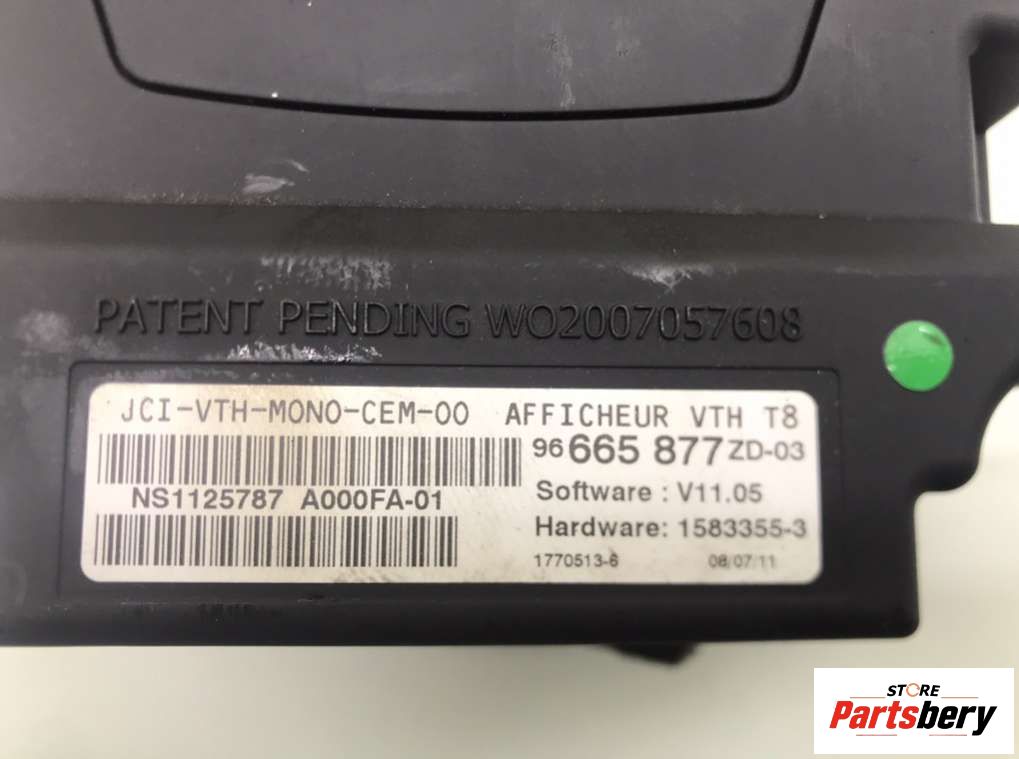 PATENT PENDING WO2007057608
JCI-VTH-MONO-CEM-00 AFFICHEUR VTH T8
96 665 877 ZD-03
NS1125787 A000FA-01
Software : V11.05
Hardware: 1583355-3
1770513-6 08/07/11
STORE
Partsbery